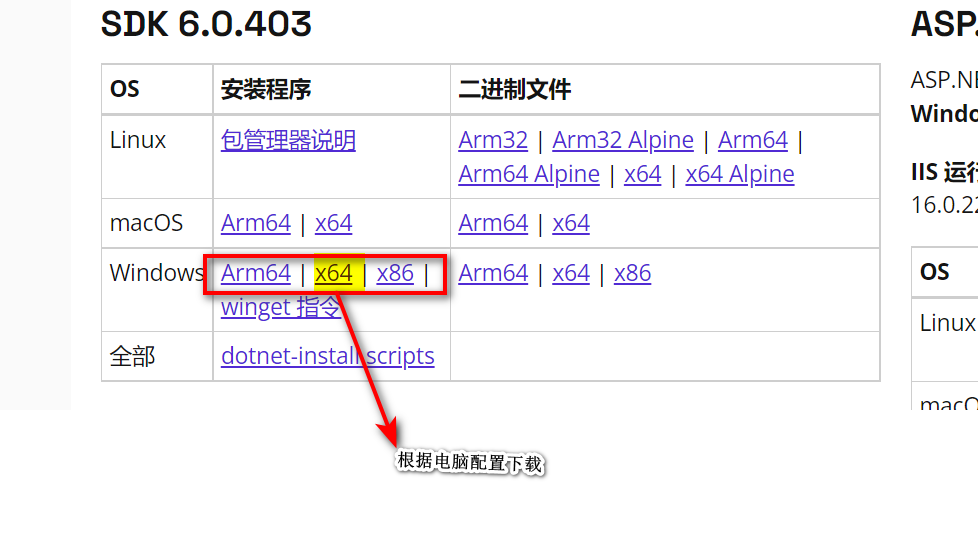 SDK 6.0.403
OS 安装程序 二进制文件
Linux 包管理器说明 Arm32 | Arm32 Alpine | Arm64 |
Arm64 Alpine | x64 | x64 Alpine
macOS Arm64 | x64 Arm64 | x64
Windows Arm64 | x64 | x86 | Arm64 | x64 | x86
winget 指令
全部 dotnet-install scripts
根据电脑配置下载
ASP.
ASP.NE
Windo
IIS 运行
16.0.22
OS
Linux
macO